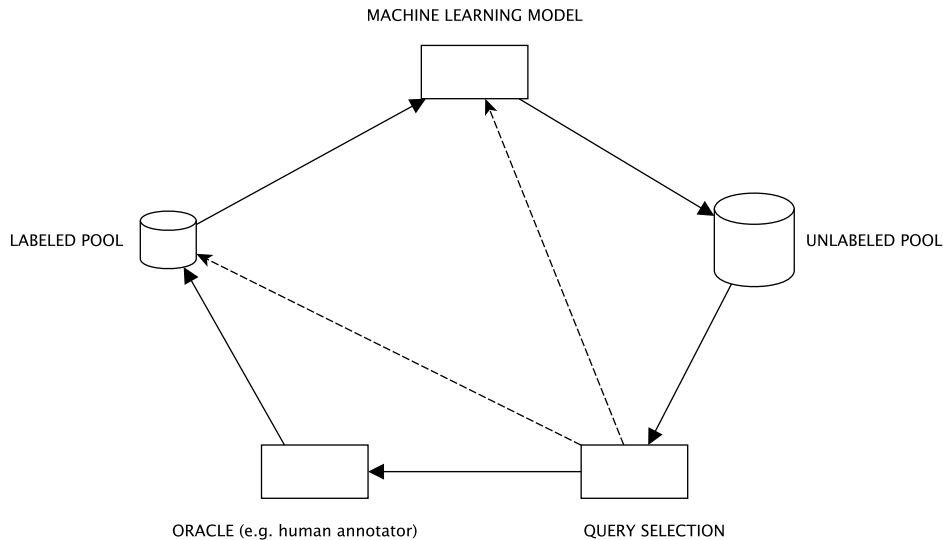 MACHINE LEARNING MODEL
LABELED POOL
UNLABELED POOL
ORACLE (e.g. human annotator)
QUERY SELECTION